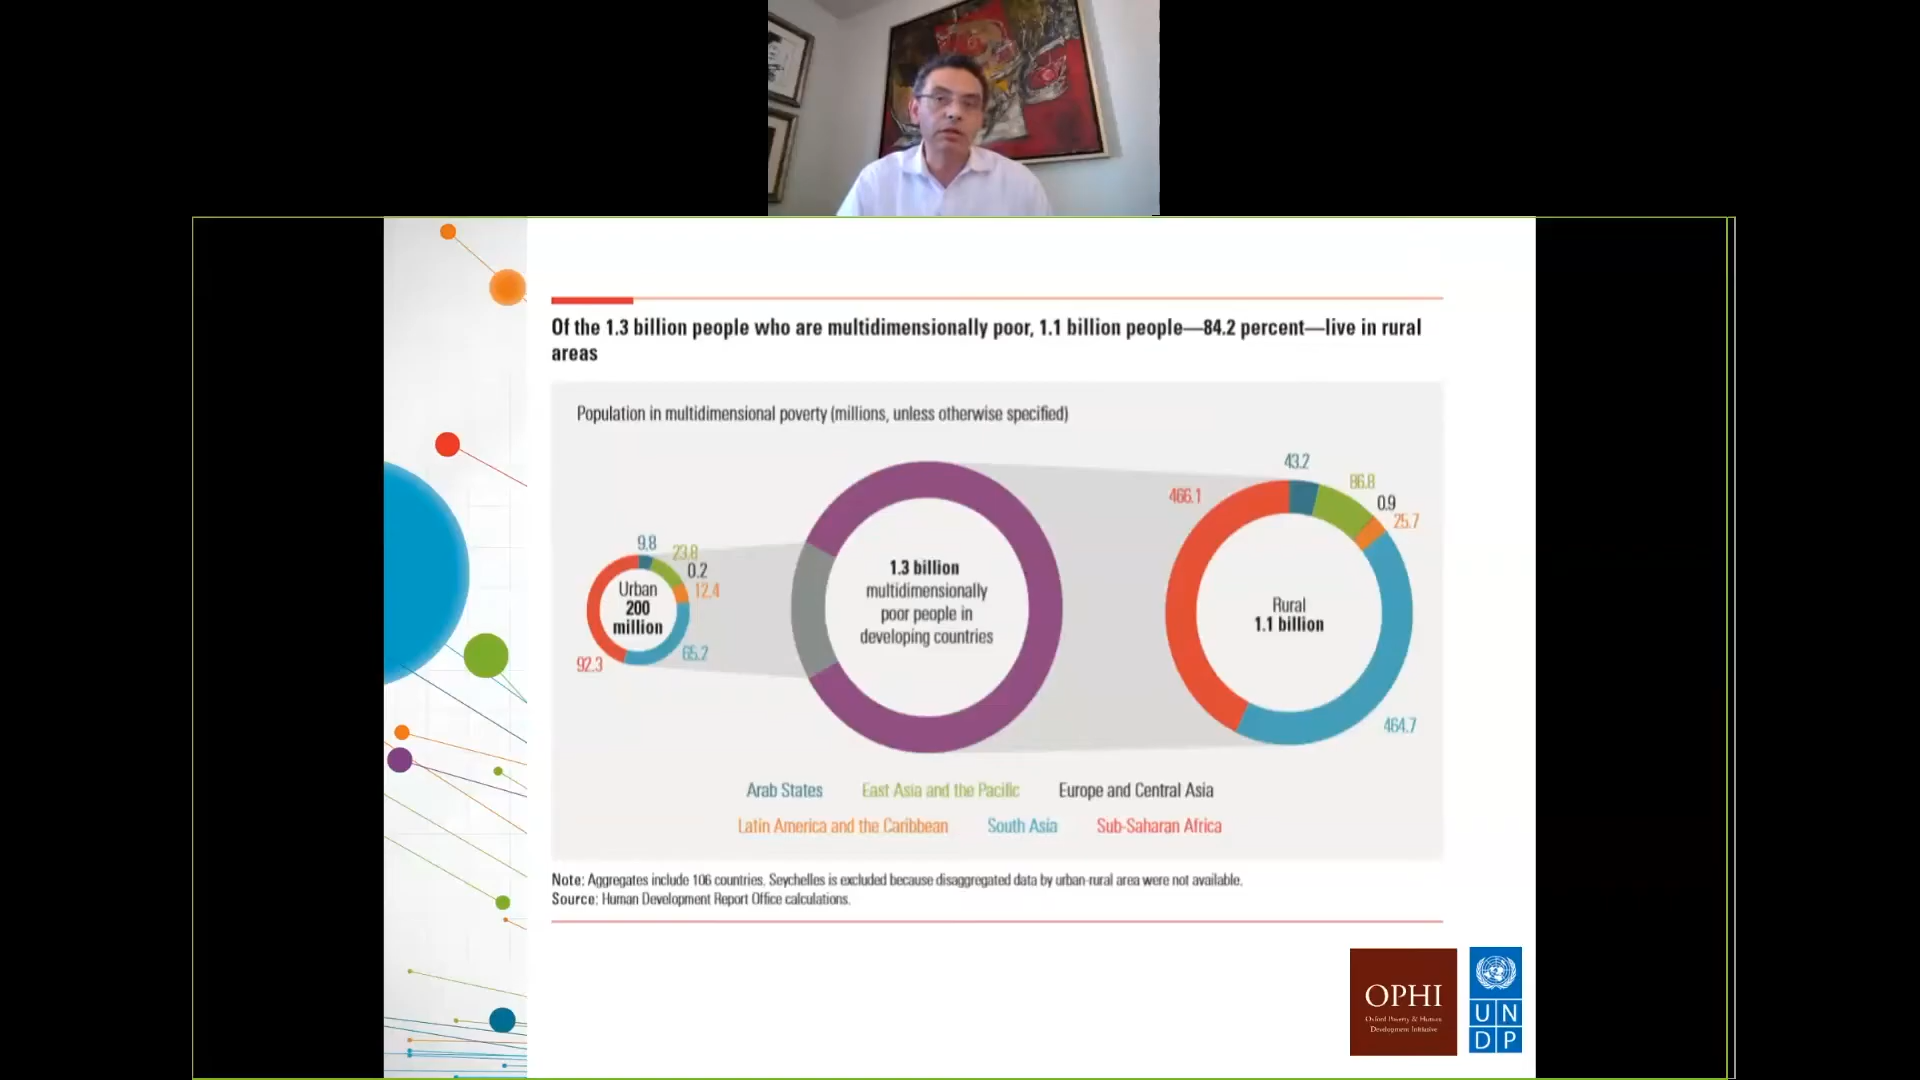 Of the 1.3 billion people who are multidimensionally poor, 1.1 billion people—84.2 percent—live in rural
areas
Population in multidimensional poverty (millions, unless otherwise specified)
9.8
23.8
0.2
12.4
65.2
92.3
Urban
200
million
1.3 billion
multidimensionally
poor people in
developing countries
43.2
86.8
0.9
25.7
464.7
466.1
Rural
1.1 billion
Arab States East Asia and the Pacific Europe and Central Asia
Latin America and the Caribbean South Asia Sub-Saharan Africa
Note: Aggregates include 106 countries. Seychelles is excluded because disaggregated data by urban-rural area were not available.
Source: Human Development Report Office calculations.
OPHI
Oxford Poverty & Human
Development Initiative
U N
D P